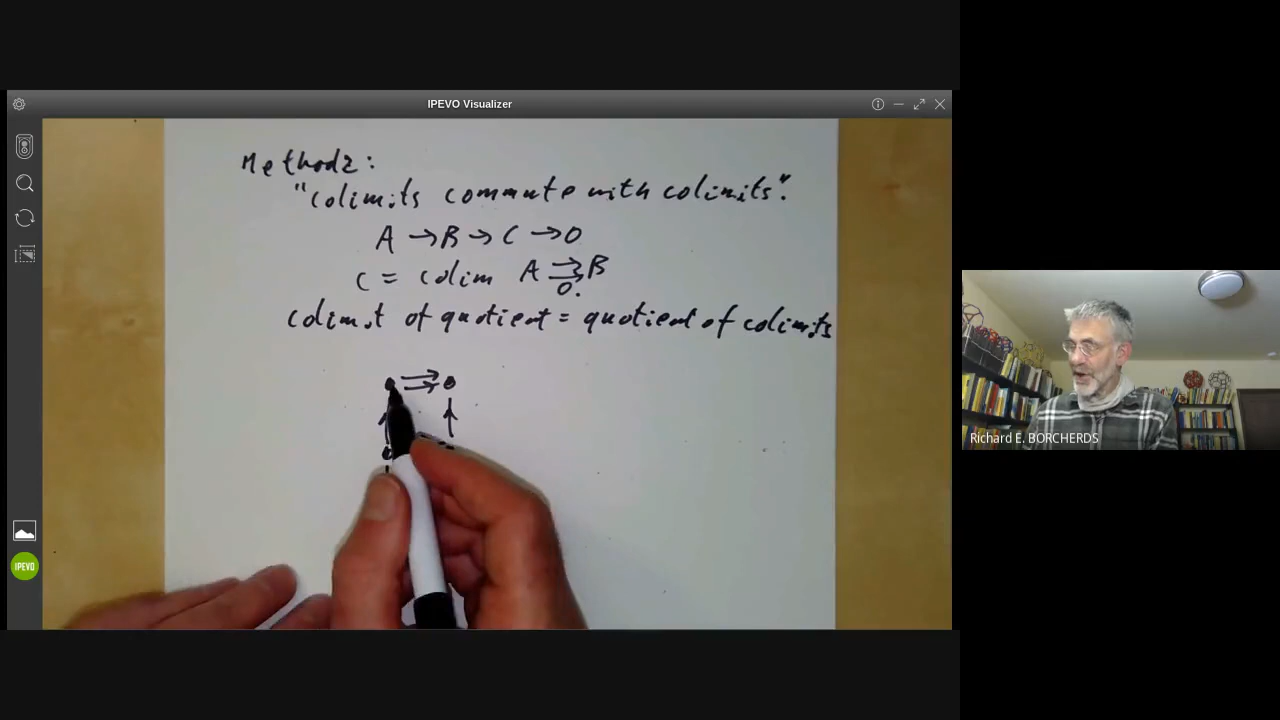 IPEVO Visualizer
Method 2:
"colimits commute with colimits".
A → B → C → 0
C = colim A ⇉ B
0.
colimit of quotient = quotient of colimits
IPEVO
Richard E. BORCHERDS